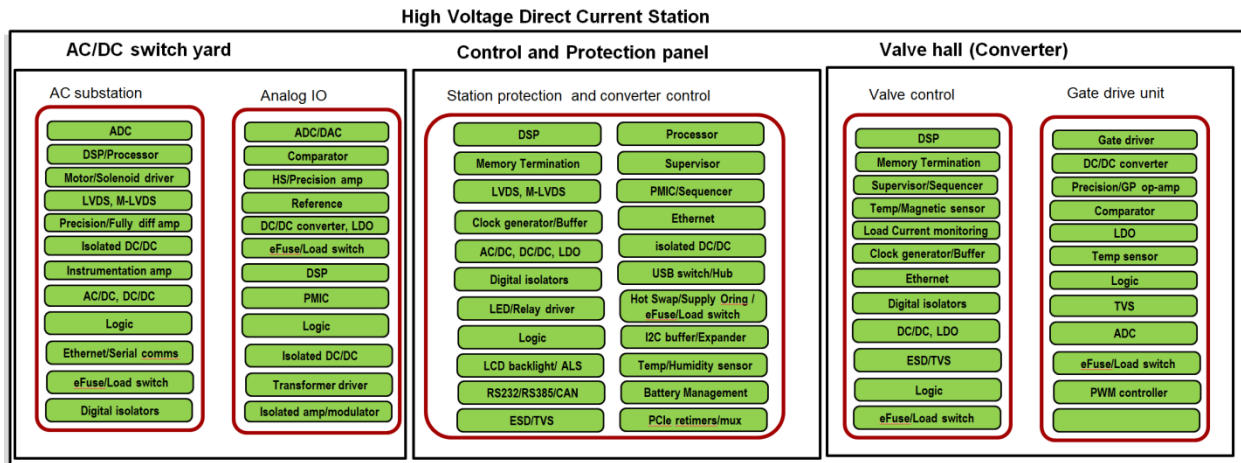 High Voltage Direct Current Station
AC/DC switch yard
AC substation
ADC
DSP/Processor
Motor/Solenoid driver
LVDS, M-LVDS
Precision/Fully diff amp
Isolated DC/DC
Instrumentation amp
AC/DC, DC/DC
Logic
Ethernet/Serial comms
eFuse/Load switch
Digital isolators
Analog IO
ADC/DAC
Comparator
HS/Precision amp
Reference
DC/DC converter, LDO
eFuse/Load switch
DSP
PMIC
Logic
Isolated DC/DC
Transformer driver
Isolated amp/modulator
Control and Protection panel
Station protection and converter control
DSP
Memory Termination
LVDS, M-LVDS
Clock generator/Buffer
AC/DC, DC/DC, LDO
Digital isolators
LED/Relay driver
Logic
LCD backlight/ ALS
RS232/RS385/CAN
ESD/TVS
Processor
Supervisor
PMIC/Sequencer
Ethernet
isolated DC/DC
USB switch/Hub
Hot Swap/Supply Oring /
eFuse/Load switch
I2C buffer/Expander
Temp/Humidity sensor
Battery Management
PCIe retimers/mux
Valve hall (Converter)
Valve control
DSP
Memory Termination
Supervisor/Sequencer
Temp/Magnetic sensor
Load Current monitoring
Clock generator/Buffer
Ethernet
Digital isolators
DC/DC, LDO
ESD/TVS
Logic
eFuse/Load switch
Gate drive unit
Gate driver
DC/DC converter
Precision/GP op-amp
Comparator
LDO
Temp sensor
Logic
TVS
ADC
eFuse/Load switch
PWM controller